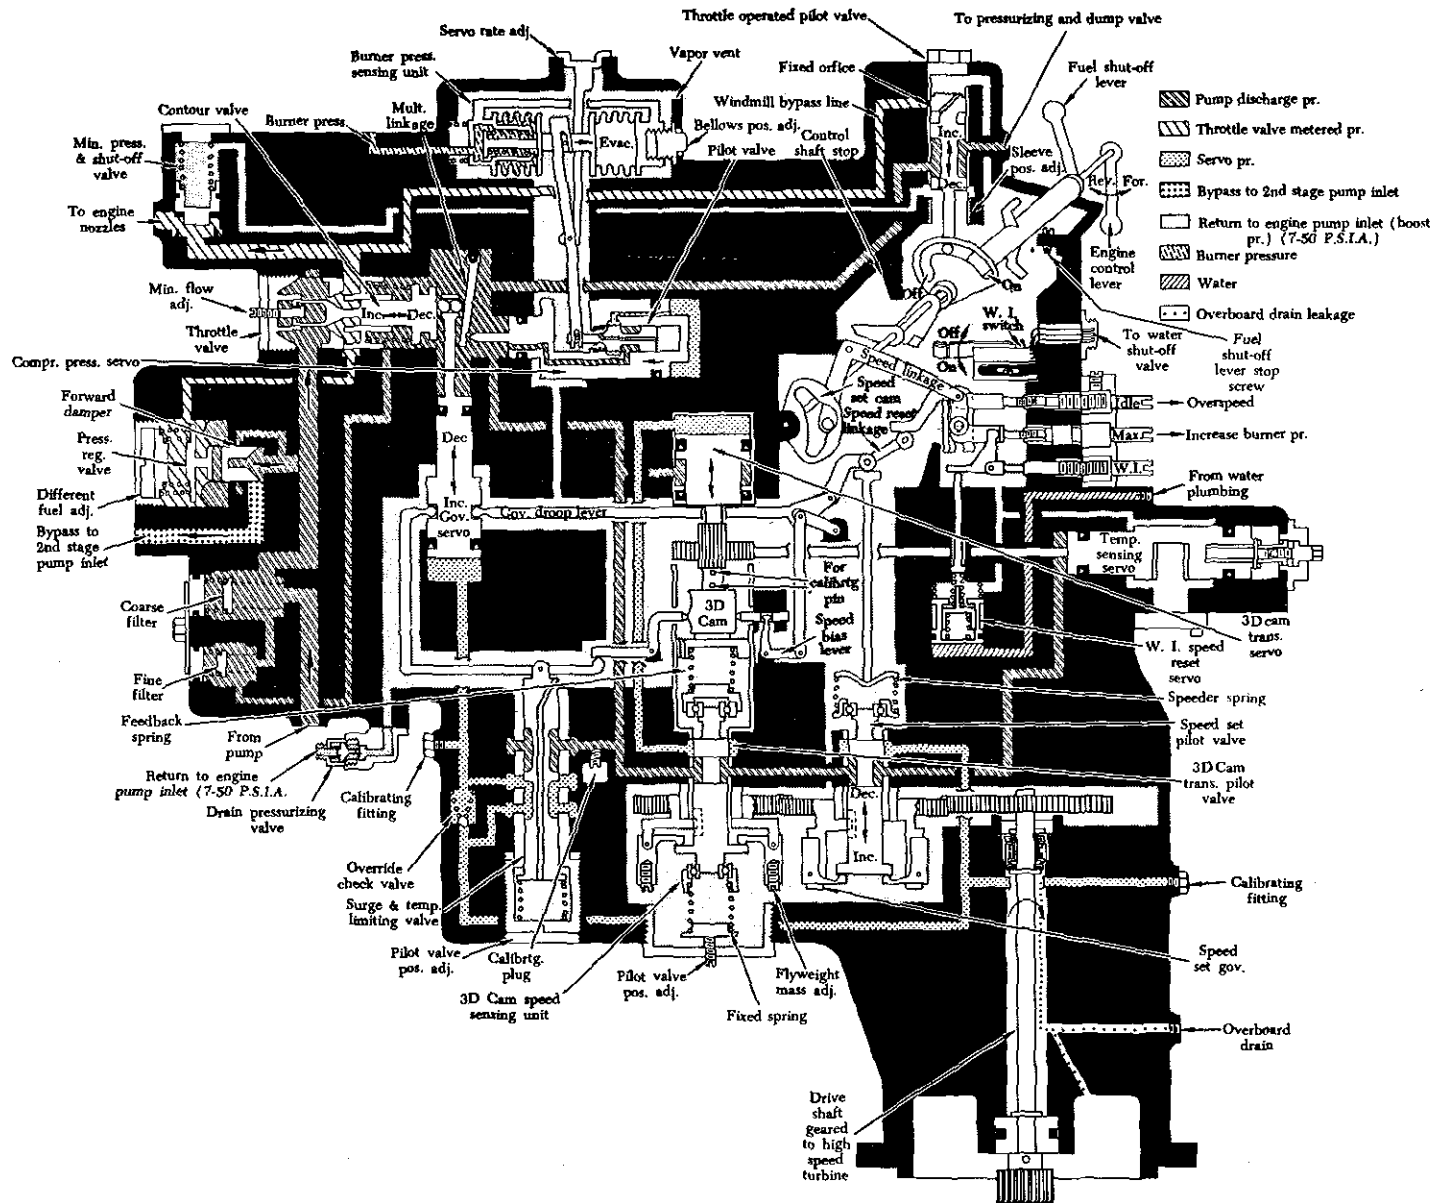 Throttle operated pilot valve
To pressurizing and dump valve
Servo rate adj.
Burner press.
sensing unit
Vapor vent
Fixed orfice
Fuel shut-off
lever
Contour valve
Mult.
linkage
Windmill bypass line
Burner press.
Bellows pos. adj.
Control
shaft stop
Pilot valve
Min. press.
& shut-off
valve
Evac.
Inc.
Dec.
Sleeve
pos. adj.
Rev. For.
To engine
nozzles
Pump discharge pr.
Throttle valve metered pr.
Servo pr.
Bypass to 2nd stage pump inlet
Return to engine pump inlet (boost
pr.) (7-50 P.S.I.A.)
Burner pressure
Water
Overboard drain leakage
Engine
control
lever
Off
On
Min. flow
adj.
Inc.
Dec.
Throttle
valve
W. I.
switch
Off
On
To water
shut-off
valve
Fuel
shut-off
lever stop
screw
Compr. press. servo
Speed linkage
Speed
set cam
Speed reset
linkage
Idle
Overspeed
Max.
Increase burner pr.
W.I.
Forward
damper
Press.
reg.
valve
Different
fuel adj.
Bypass to
2nd stage
pump inlet
Dec
Inc.
Gov.
servo
Gov. droop lever
From water
plumbing
Temp.
sensing
servo
For
calibrtg
pin
3D
Cam
Speed
bias
lever
Coarse
filter
Fine
filter
3D cam
trans.
servo
W. I. speed
reset
servo
Speeder spring
Feedback
spring
From
pump
Speed set
pilot valve
Return to engine
pump inlet (7-50 P.S.I.A.
Drain pressurizing
valve
Calibrating
fitting
3D Cam
trans. pilot
valve
Dec.
Inc.
Override
check valve
Surge & temp.
limiting valve
Calibrating
fitting
Pilot valve
pos. adj.
Calibrtg.
plug
3D Cam speed
sensing unit
Pilot valve
pos. adj.
Flyweight
mass adj.
Fixed spring
Speed
set gov.
Overboard
drain
Drive
shaft
geared
to high
speed
turbine